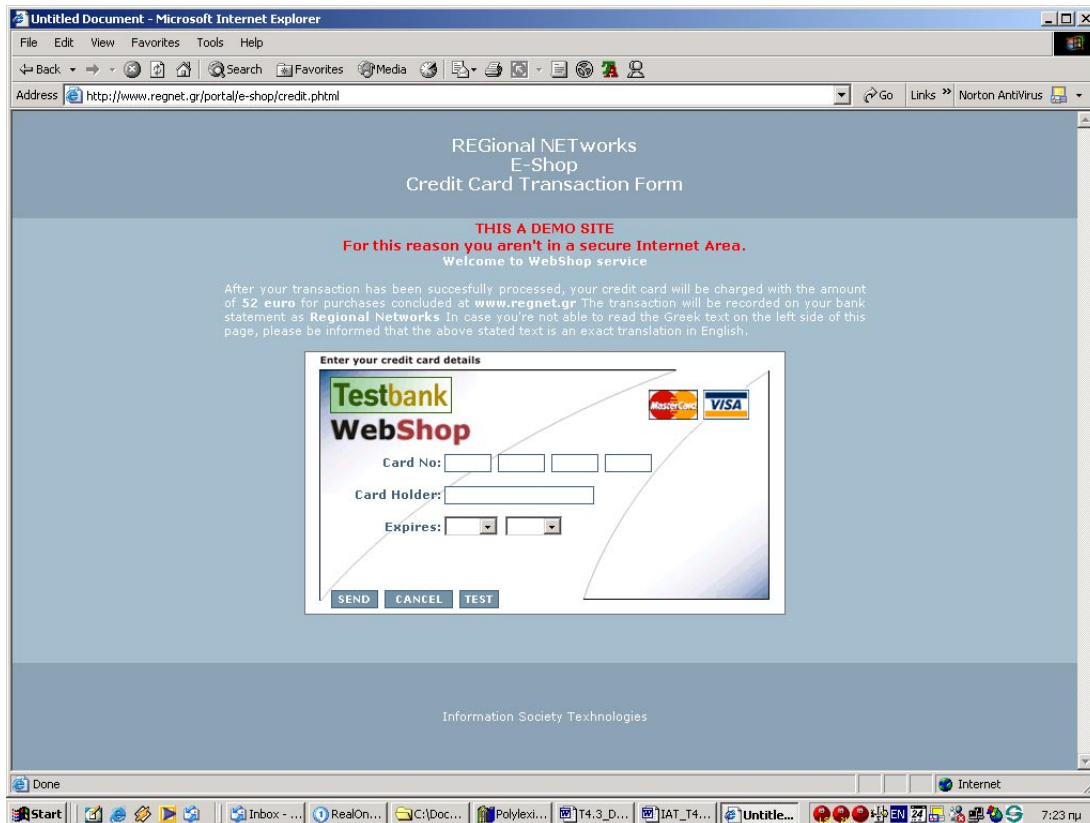 Untitled Document - Microsoft Internet Explorer
File Edit View Favorites Tools Help
Back Search Favorites Media
Address http://www.regnet.gr/portal/e-shop/credit.phtml Go Links » Norton AntiVirus
REGional NETworks
E-Shop
Credit Card Transaction Form
THIS A DEMO SITE
For this reason you aren't in a secure Internet Area.
Welcome to WebShop service
After your transaction has been succesfully processed, your credit card will be charged with the amount
of 52 euro for purchases concluded at www.regnet.gr The transaction will be recorded on your bank
statement as Regional Networks In case you're not able to read the Greek text on the left side of this
page, please be informed that the above stated text is an exact translation in English.
Enter your credit card details
Testbank
WebShop
MasterCard VISA
Card No:
Card Holder:
Expires:
SEND CANCEL TEST
Information Society Texhnologies
Done Internet
Start Inbox - ... RealOn... C:\Doc... Polylexi... T4.3_D... IAT_T4... Untitle... EN 24 7:23 πμ